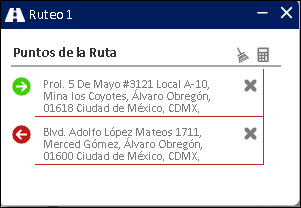 Ruteo 1
Puntos de la Ruta
Prol. 5 De Mayo #3121 Local A-10,
Mina los Coyotes, Álvaro Obregón,
01618 Ciudad de México, CDMX,
Blvd. Adolfo López Mateos 1711,
Merced Gómez, Álvaro Obregón,
01600 Ciudad de México, CDMX,